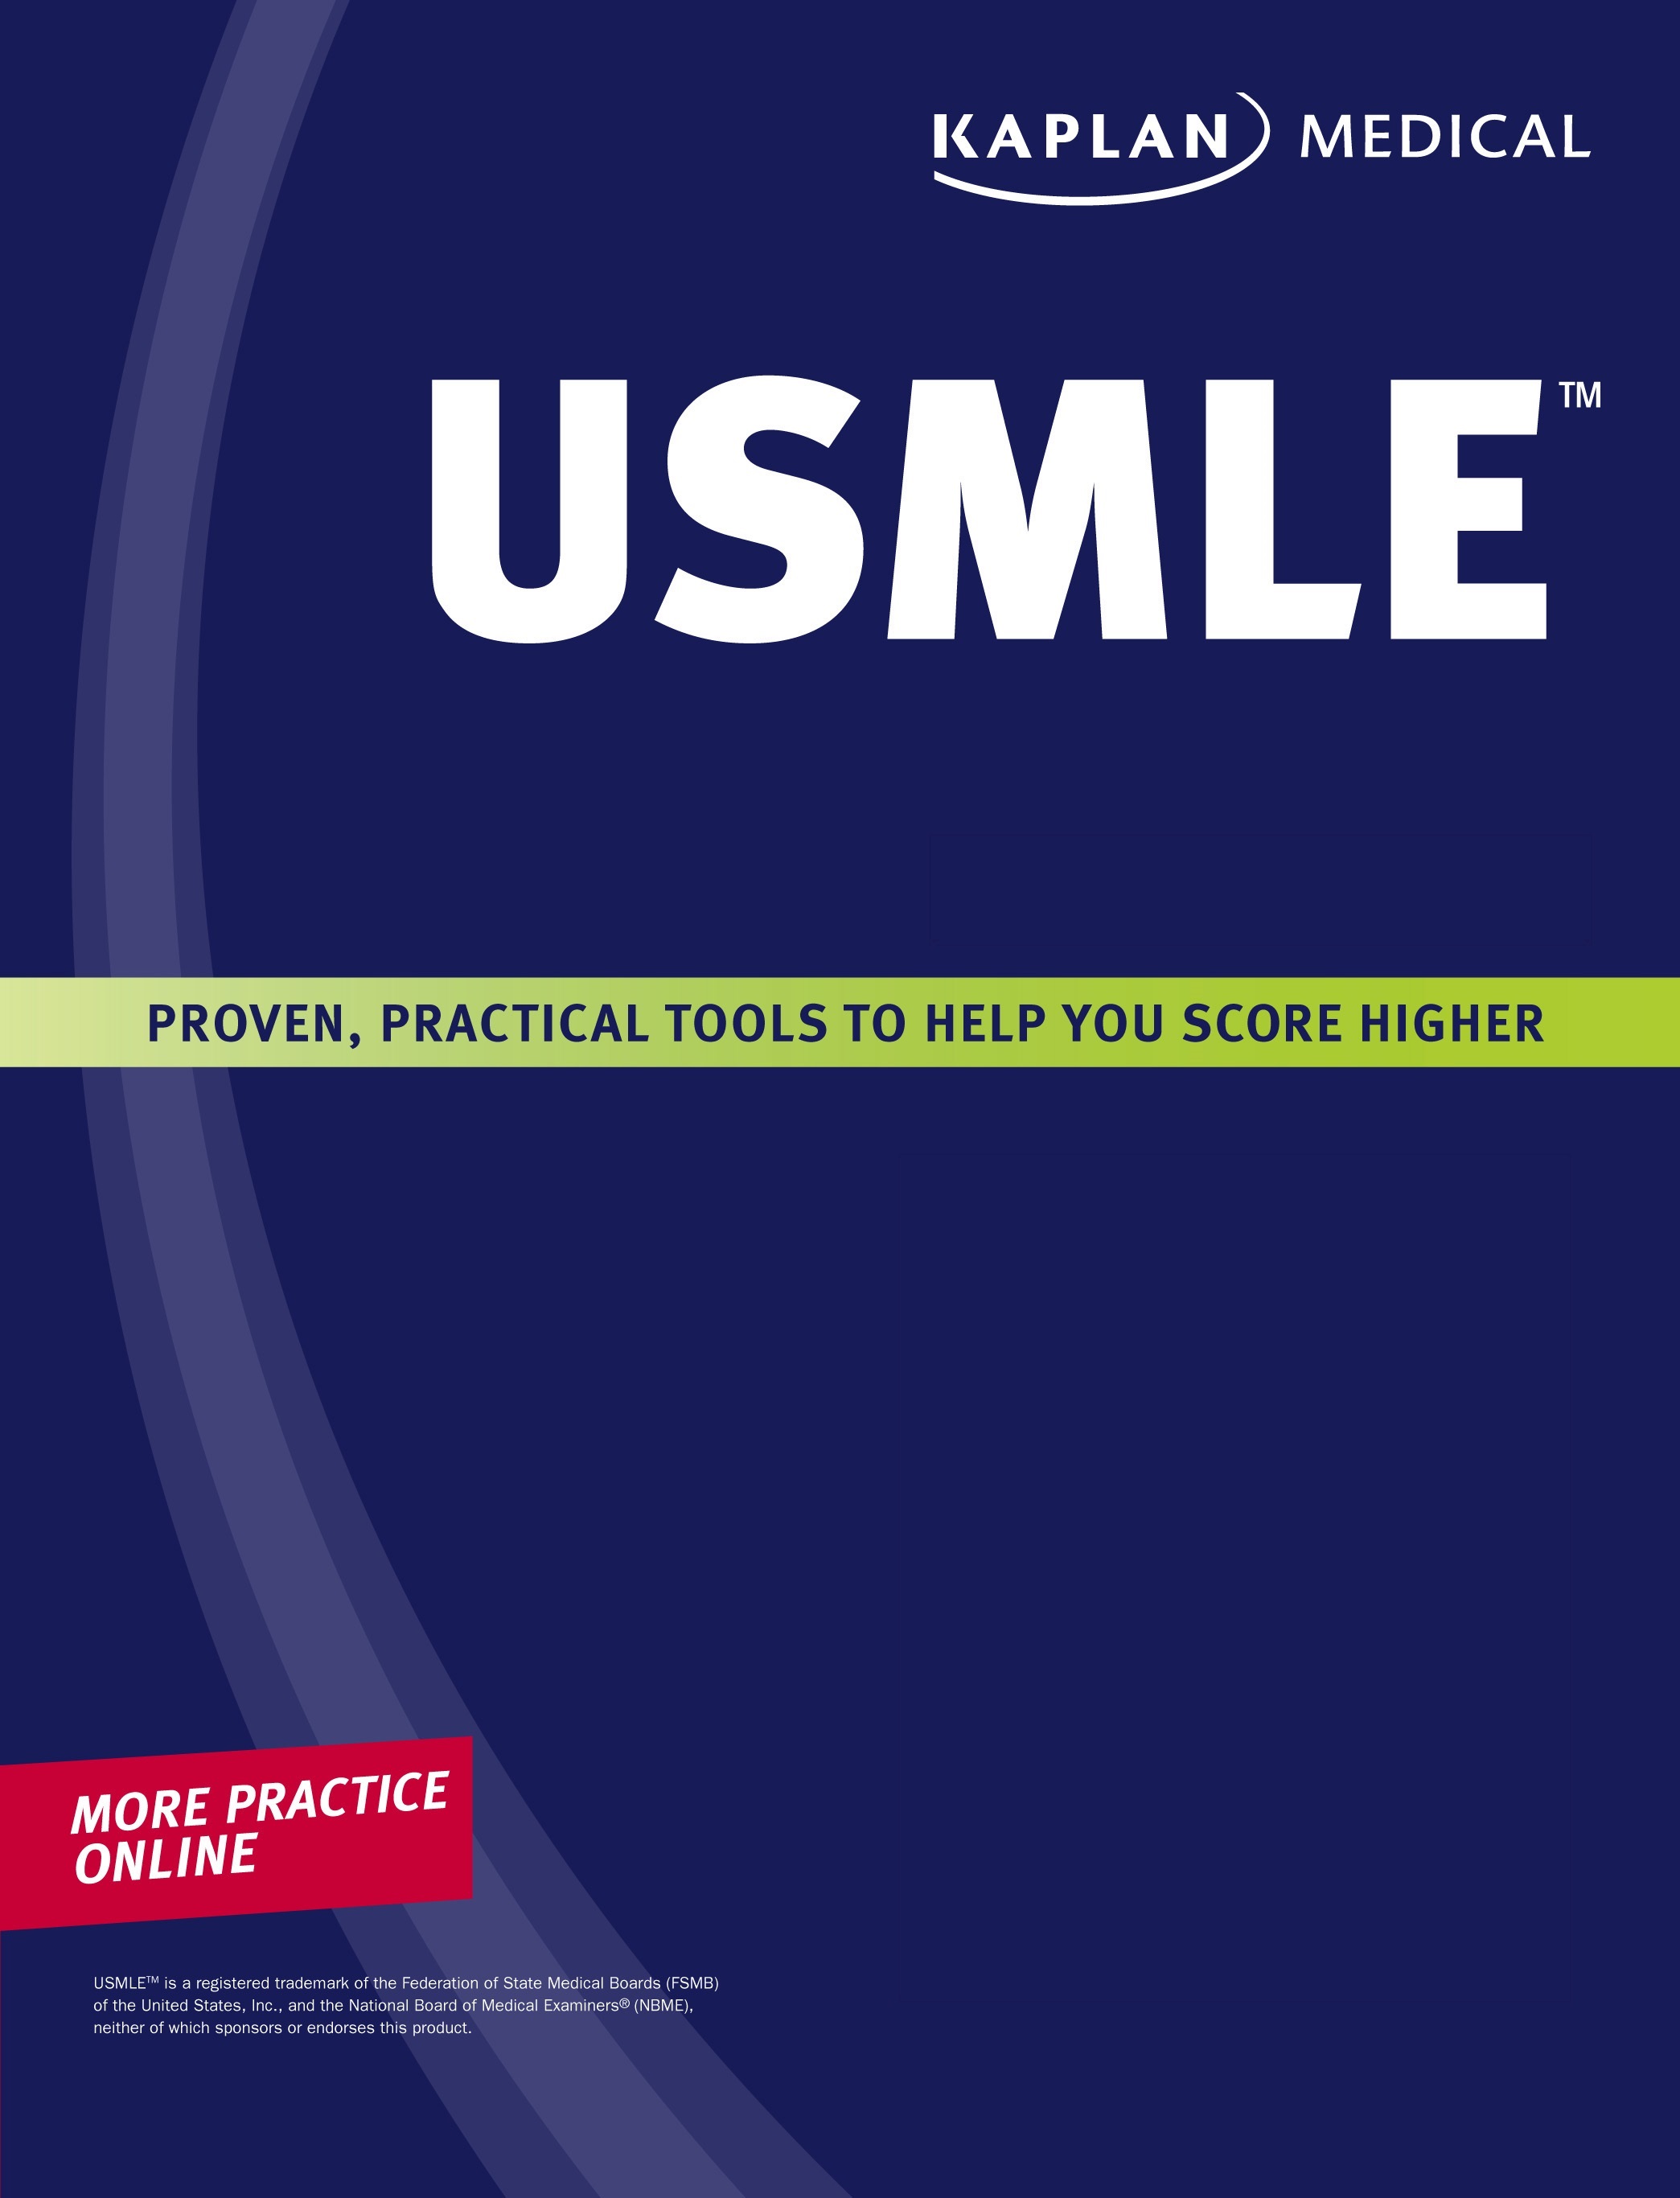 KAPLAN MEDICAL
USMLE™
PROVEN, PRACTICAL TOOLS TO HELP YOU SCORE HIGHER
MORE PRACTICE
ONLINE
USMLE™ is a registered trademark of the Federation of State Medical Boards (FSMB)
of the United States, Inc., and the National Board of Medical Examiners® (NBME),
neither of which sponsors or endorses this product.